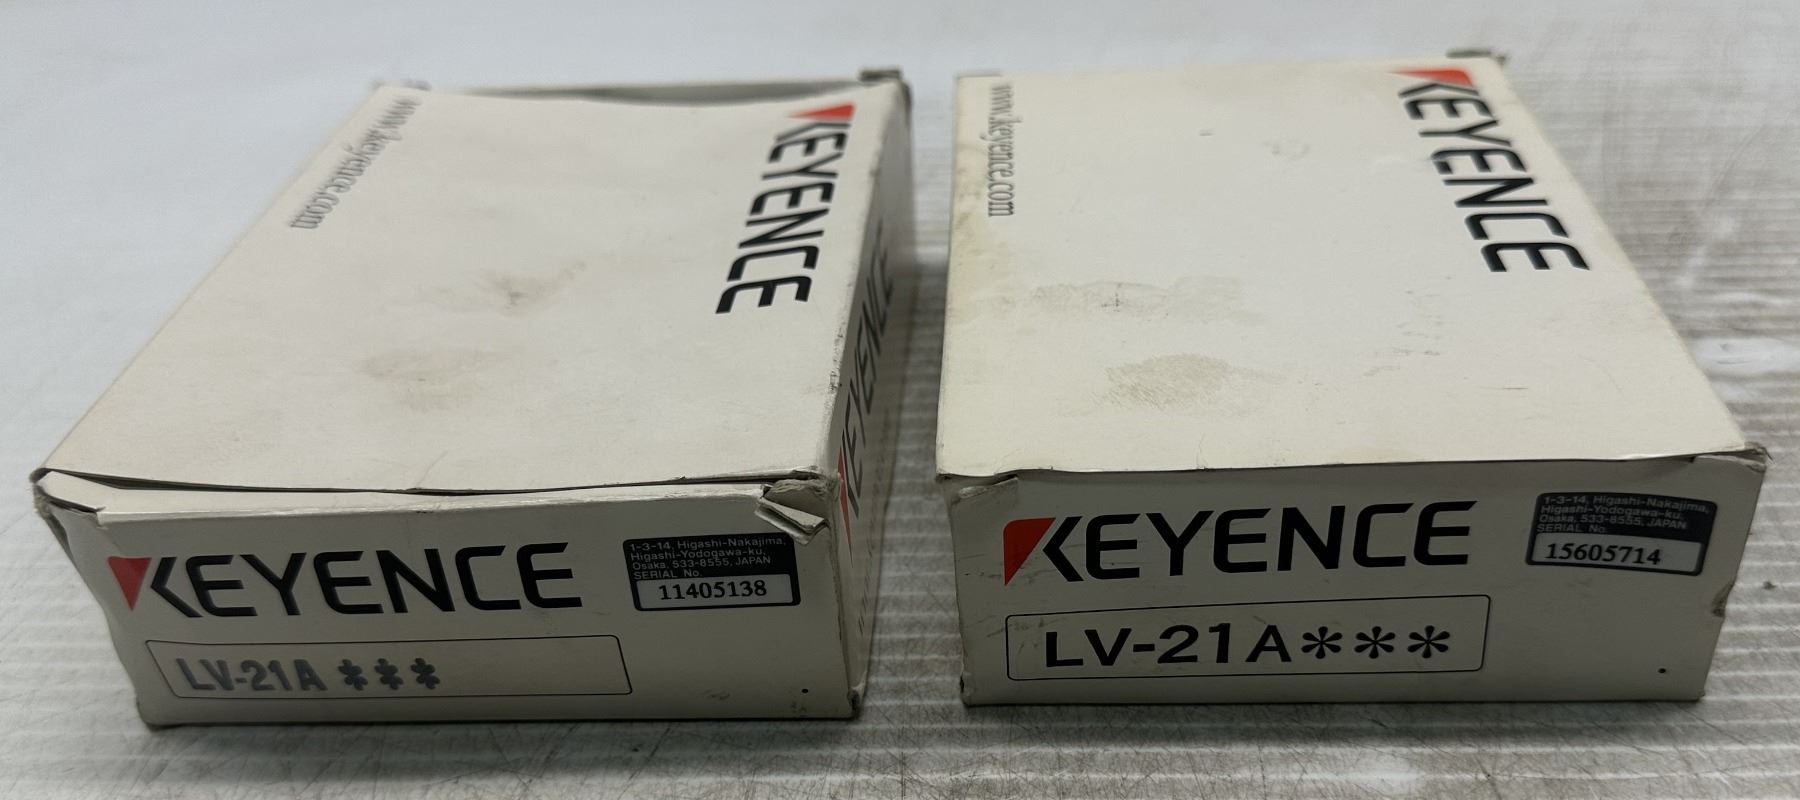 www.keyence.com
KEYENCE
KEYENCE
KEYENCE
1-3-14, Higashi-Nakajima,
Higashi-Yodogawa-ku,
Osaka, 533-8555, JAPAN
SERIAL No.
11405138
LV-21A ***
www.keyence.com
KEYENCE
KEYENCE
1-3-14, Higashi-Nakajima,
Higashi-Yodogawa-ku,
Osaka, 533-8555, JAPAN
SERIAL No.
15605714
LV-21A***